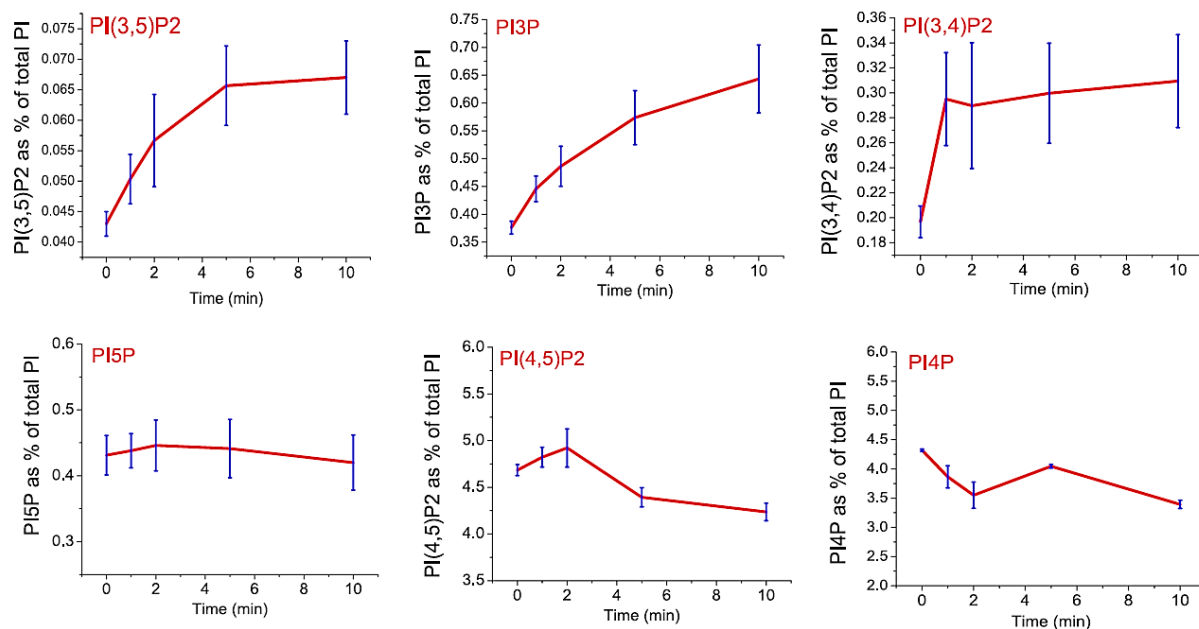 PI(3,5)P2
PI(3,5)P2 as % of total PI
0.075
0.070
0.065
0.060
0.055
0.050
0.045
0.040
0 2 4 6 8 10
Time (min)
PI3P
PI3P as % of total PI
0.70
0.65
0.60
0.55
0.50
0.45
0.40
0.35
0 2 4 6 8 10
Time (min)
PI(3,4)P2
PI(3,4)P2 as % of total PI
0.36
0.34
0.32
0.30
0.28
0.26
0.24
0.22
0.20
0.18
0 2 4 6 8 10
Time (min)
PI5P
PI5P as % of total PI
0.6
0.5
0.4
0.3
0 2 4 6 8 10
Time (min)
PI(4,5)P2
PI(4,5)P2 as % of total PI
6.0
5.5
5.0
4.5
4.0
3.5
0 2 4 6 8 10
Time (min)
PI4P
PI4P as % of total PI
6.0
5.5
5.0
4.5
4.0
3.5
3.0
2.5
2.0
0 2 4 6 8 10
Time (min)